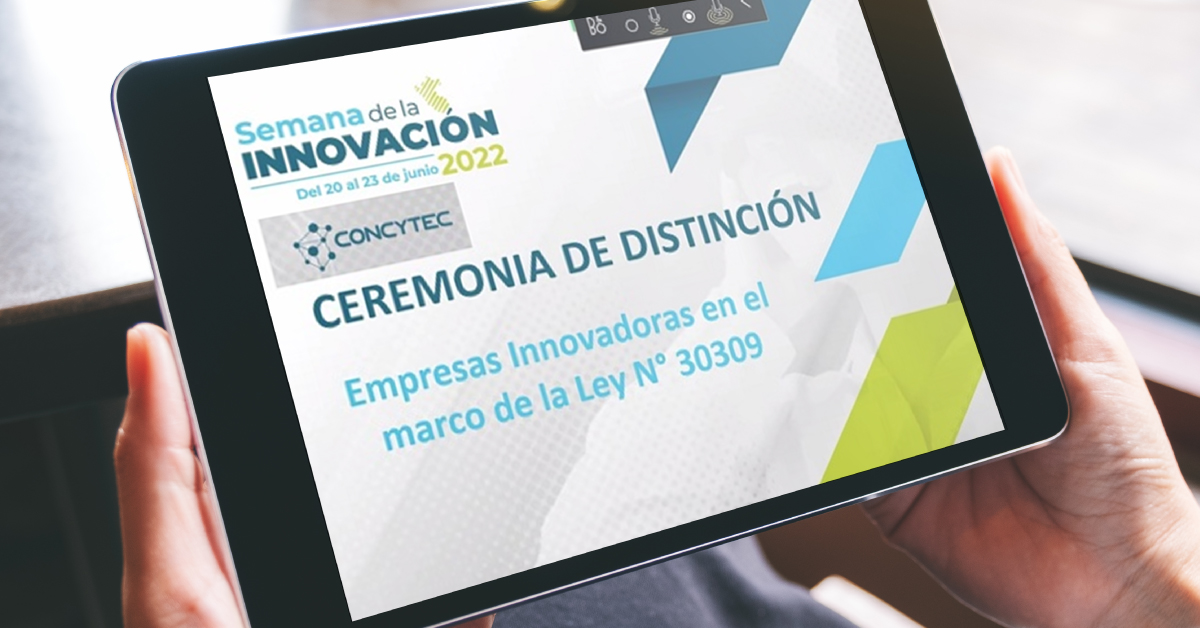 Semana de la
INNOVACIÓN
Del 20 al 23 de junio 2022
CONCYTEC
CEREMONIA DE DISTINCIÓN
Empresas Innovadoras en el
marco de la Ley N° 30309